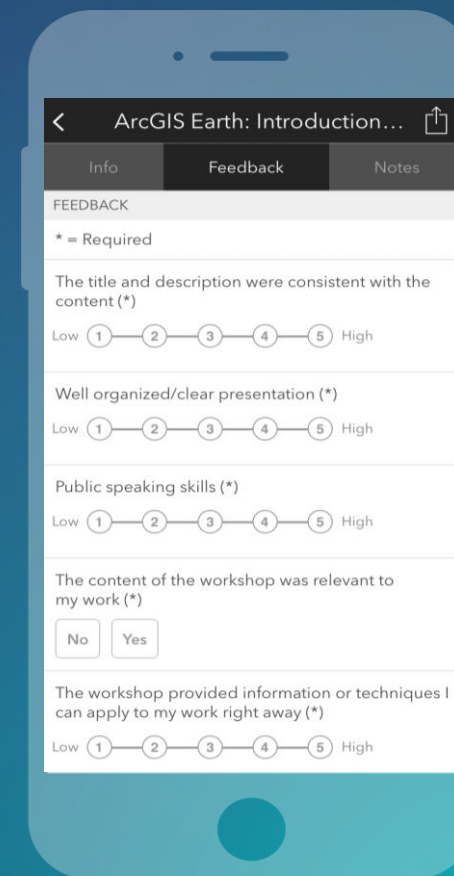 ArcGIS Earth: Introduction...
Info Feedback Notes
FEEDBACK
* = Required
The title and description were consistent with the
content (*)
Low 1 2 3 4 5 High
Well organized/clear presentation (*)
Low 1 2 3 4 5 High
Public speaking skills (*)
Low 1 2 3 4 5 High
The content of the workshop was relevant to
my work (*)
No Yes
The workshop provided information or techniques I
can apply to my work right away (*)
Low 1 2 3 4 5 High